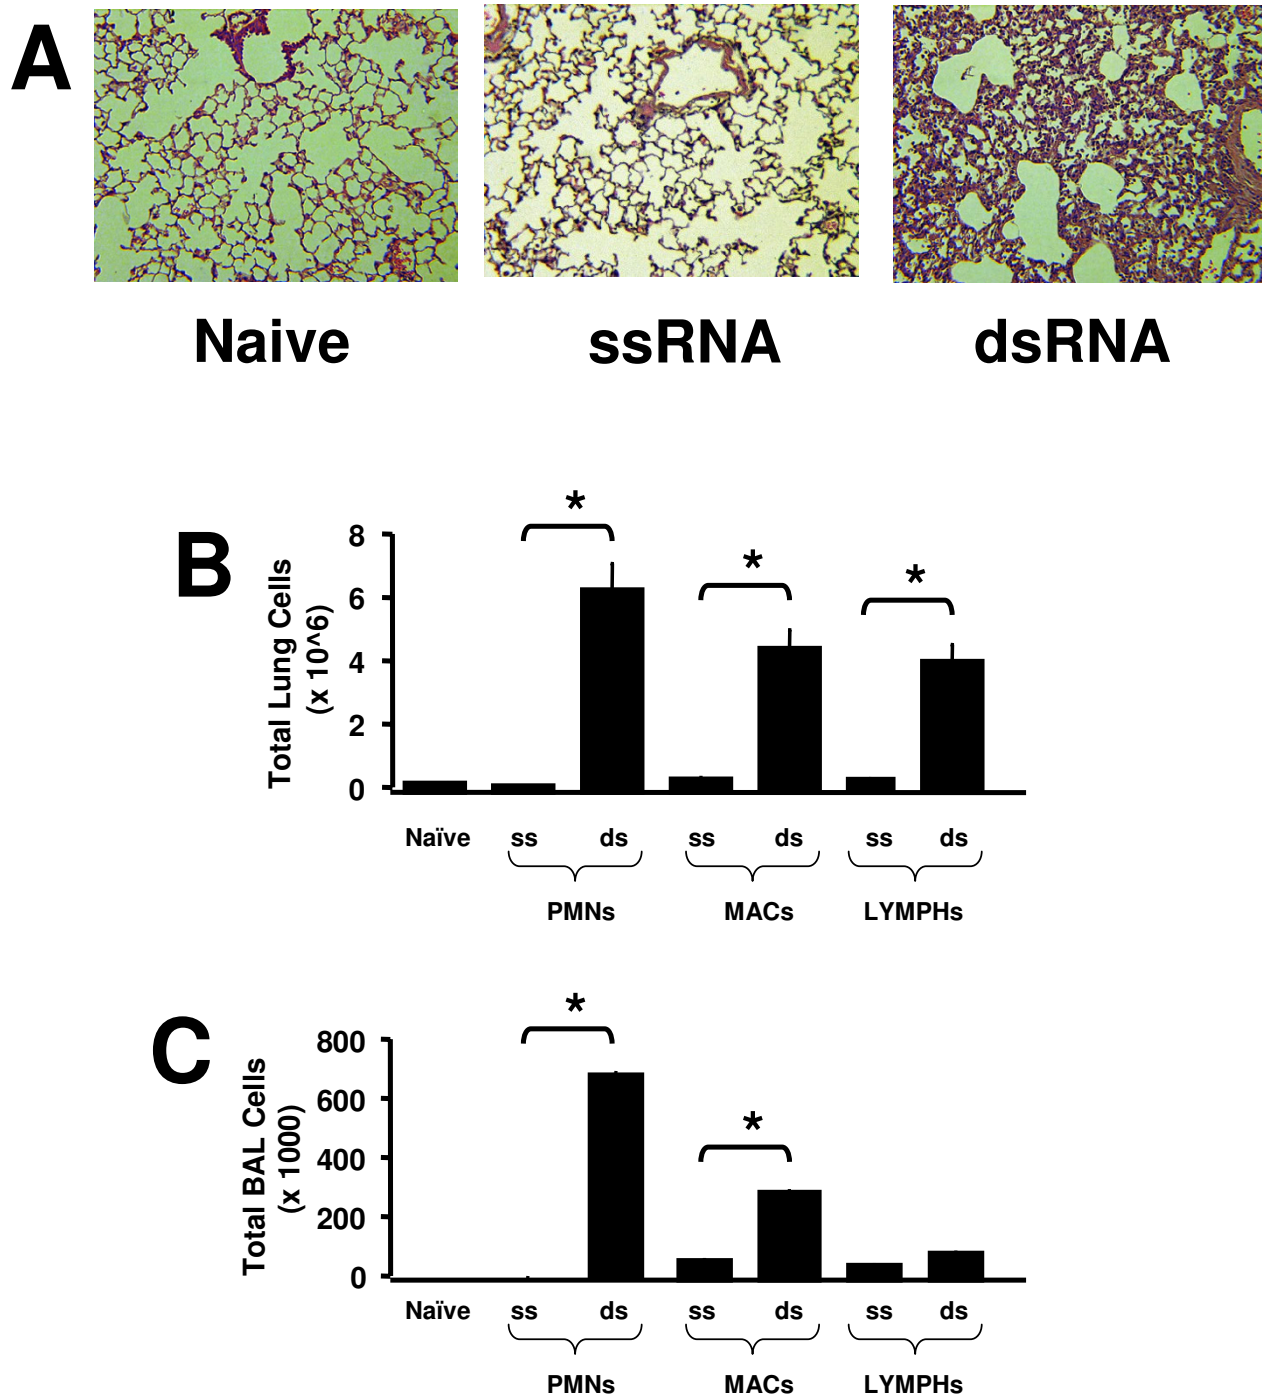 A
Naive ssRNA dsRNA
B
Total Lung Cells
(x 10^6)
*
*
*
8
6
4
2
0
Naïve ss ds ss ds ss ds
PMNs MACs LYMPHs
C
Total BAL Cells
(x 1000)
*
*
800
600
400
200
0
Naïve ss ds ss ds ss ds
PMNs MACs LYMPHs